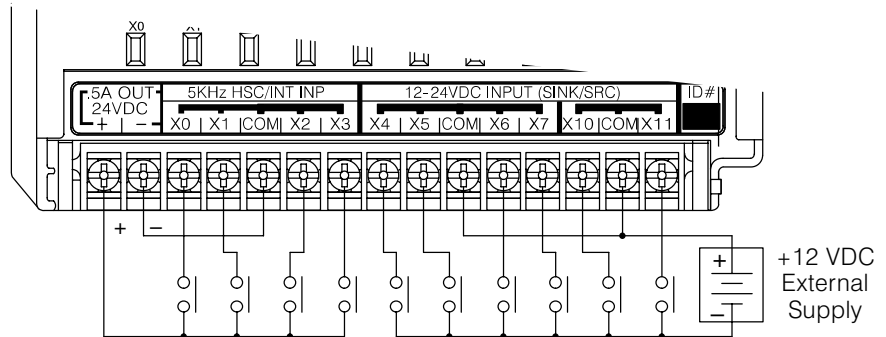 X0
.5A OUT
24VDC
+ | -
5KHz HSC/INT INP
X0 | X1 |COM| X2 | X3
12-24VDC INPUT (SINK/SRC)
X4 | X5 |COM| X6 | X7
X10|COM|X11
ID#
+ −
+
−
+12 VDC
External
Supply